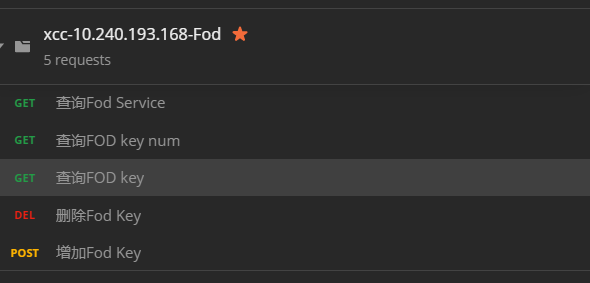 xcc-10.240.193.168-Fod
5 requests
GET 查询Fod Service
GET 查询FOD key num
GET 查询FOD key
DEL 删除Fod Key
POST 增加Fod Key